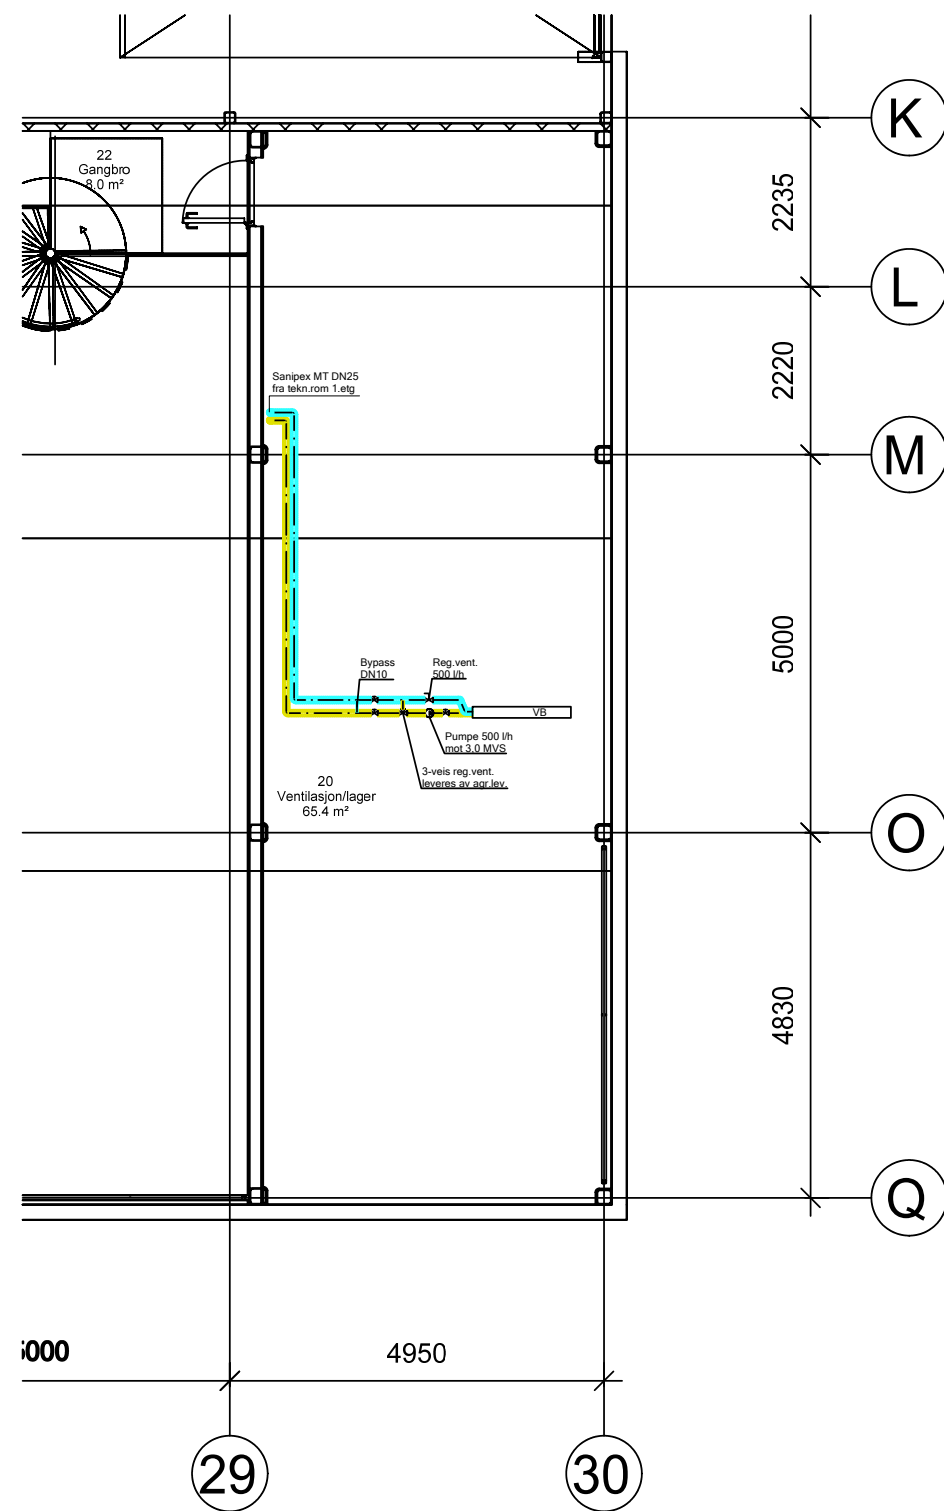 K
22
Gangbro
8.0 m²
2235
L
2220
Sanipex MT DN25
fra tekn.rom 1.etg
M
5000
Bypass
DN10
Reg.vent.
500 l/h
VB
Pumpe 500 l/h
mot 3,0 MVS
3-veis reg.vent.
leveres av agr.lev.
20
Ventilasjon/lager
65.4 m²
O
4830
Q
4950
29
30